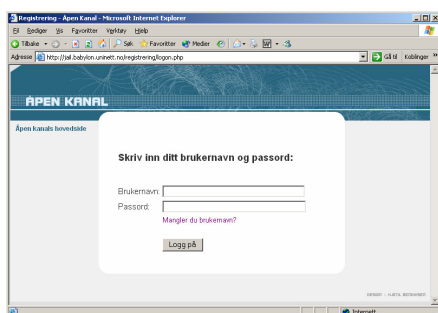 Registrering - Åpen Kanal - Microsoft Internet Explorer
Fil Rediger Vis Favoritter Verktøy Hjelp
Tilbake Søk Favoritter Medier
Adresse http://jal.babylon.uninett.no/registrering/logon.php Gå til Koblinger »
ÅPEN KANAL
Åpen kanals hovedside
Skriv inn ditt brukernavn og passord:
Brukernavn:
Passord:
Mangler du brukernavn?
Logg på
Internett